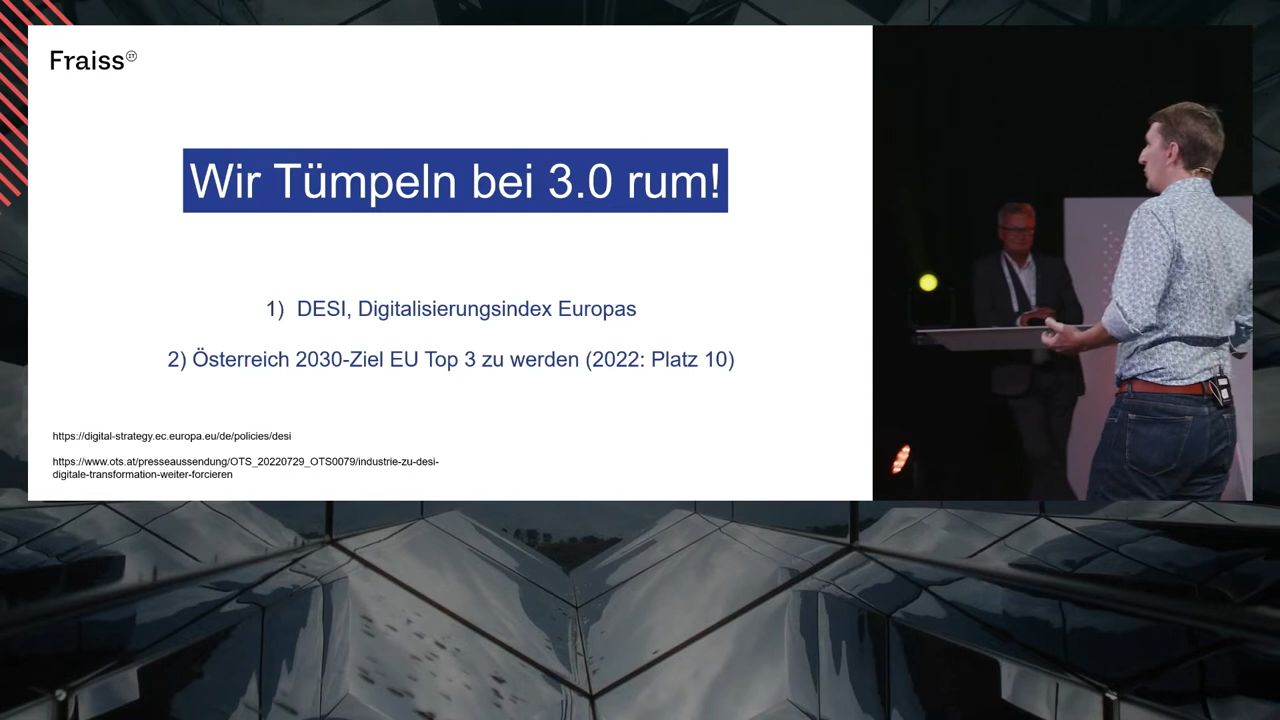 Fraiss IT
Wir Tümpeln bei 3.0 rum!
1) DESI, Digitalisierungsindex Europas
2) Österreich 2030-Ziel EU Top 3 zu werden (2022: Platz 10)
https://digital-strategy.ec.europa.eu/de/policies/desi
https://www.ots.at/presseaussendung/OTS_20220729_OTS0079/industrie-zu-desi-
digitale-transformation-weiter-forcieren